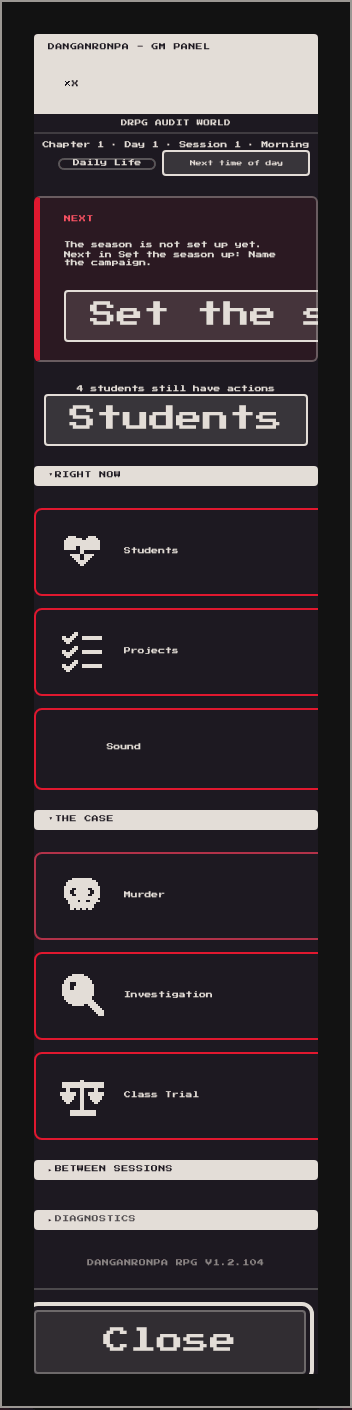 DANGANRONPA - GM PANEL
×X
DRPG AUDIT WORLD
Chapter 1 · Day 1 · Session 1 · Morning
Daily Life
Next time of day
NEXT
The season is not set up yet.
Next in Set the season up: Name
the campaign.
Set the s
4 students still have actions
Students
RIGHT NOW
Students
Projects
Sound
THE CASE
Murder
Investigation
Class Trial
BETWEEN SESSIONS
DIAGNOSTICS
DANGANRONPA RPG V1.2.104
Close